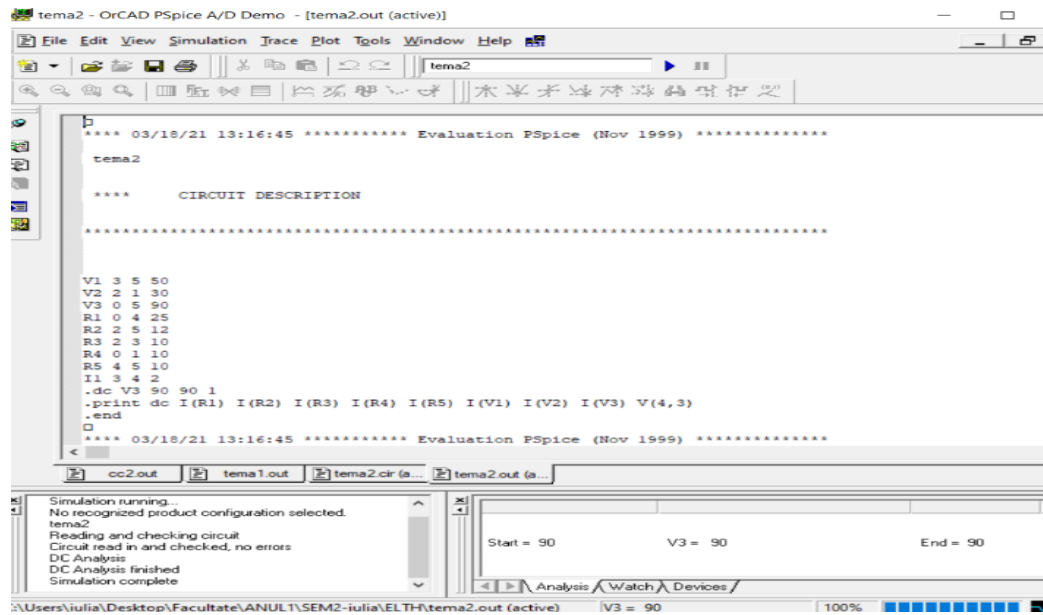 tema2 - OrCAD PSpice A/D Demo - [tema2.out (active)]
File Edit View Simulation Trace Plot Tools Window Help
tema2
**** 03/18/21 13:16:45 *********** Evaluation PSpice (Nov 1999) **************
tema2
**** CIRCUIT DESCRIPTION
******************************************************************************
V1 3 5 50
V2 2 1 30
V3 0 5 90
R1 0 4 25
R2 2 5 12
R3 2 3 10
R4 0 1 10
R5 4 5 10
I1 3 4 2
.dc V3 90 90 1
.print dc I(R1) I(R2) I(R3) I(R4) I(R5) I(V1) I(V2) I(V3) V(4,3)
.end
**** 03/18/21 13:16:45 *********** Evaluation PSpice (Nov 1999) **************
cc2.out tema1.out tema2.cir (a... tema2.out (a...
Simulation running...
No recognized product configuration selected.
tema2
Reading and checking circuit
Circuit read in and checked, no errors
DC Analysis
DC Analysis finished
Simulation complete
Start = 90 V3 = 90 End = 90
Analysis Watch Devices
:\Users\iulia\Desktop\Facultate\ANUL1\SEM2-iulia\ELTH\tema2.out (active) V3 = 90 100%